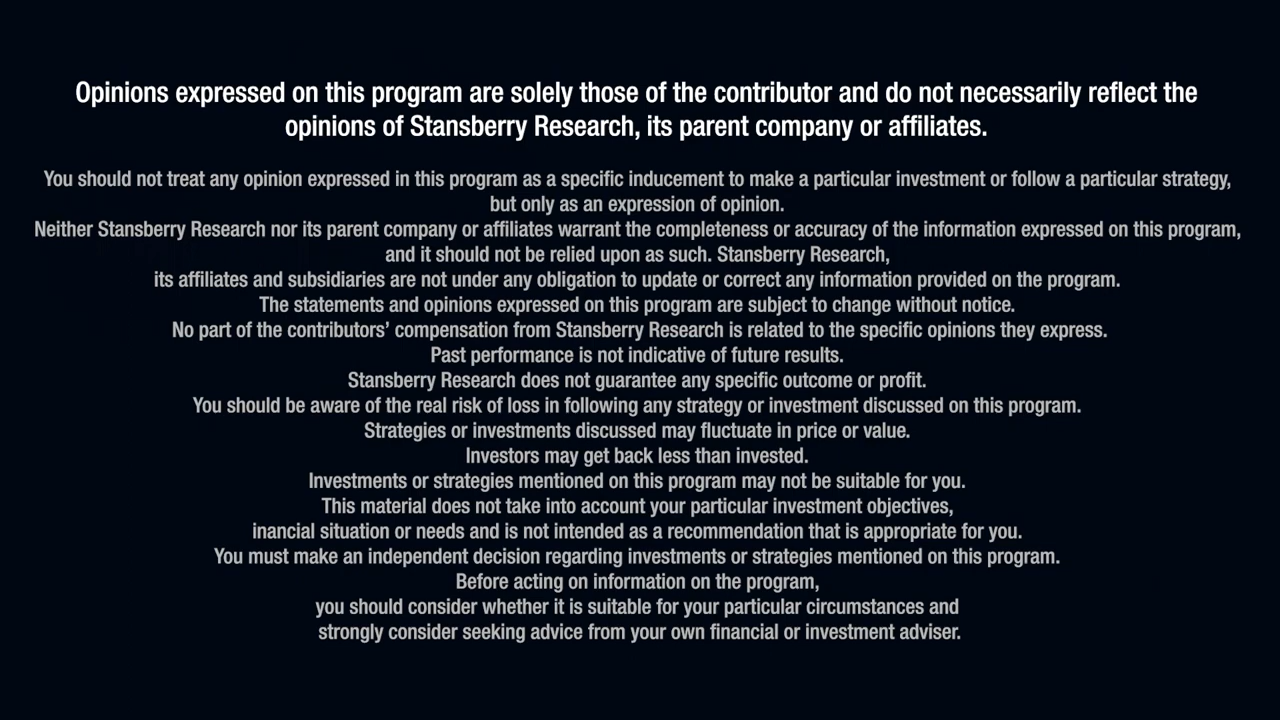 Opinions expressed on this program are solely those of the contributor and do not necessarily reflect the
opinions of Stansberry Research, its parent company or affiliates.
You should not treat any opinion expressed in this program as a specific inducement to make a particular investment or follow a particular strategy,
but only as an expression of opinion.
Neither Stansberry Research nor its parent company or affiliates warrant the completeness or accuracy of the information expressed on this program,
and it should not be relied upon as such. Stansberry Research,
its affiliates and subsidiaries are not under any obligation to update or correct any information provided on the program.
The statements and opinions expressed on this program are subject to change without notice.
No part of the contributors’ compensation from Stansberry Research is related to the specific opinions they express.
Past performance is not indicative of future results.
Stansberry Research does not guarantee any specific outcome or profit.
You should be aware of the real risk of loss in following any strategy or investment discussed on this program.
Strategies or investments discussed may fluctuate in price or value.
Investors may get back less than invested.
Investments or strategies mentioned on this program may not be suitable for you.
This material does not take into account your particular investment objectives,
inancial situation or needs and is not intended as a recommendation that is appropriate for you.
You must make an independent decision regarding investments or strategies mentioned on this program.
Before acting on information on the program,
you should consider whether it is suitable for your particular circumstances and
strongly consider seeking advice from your own financial or investment adviser.